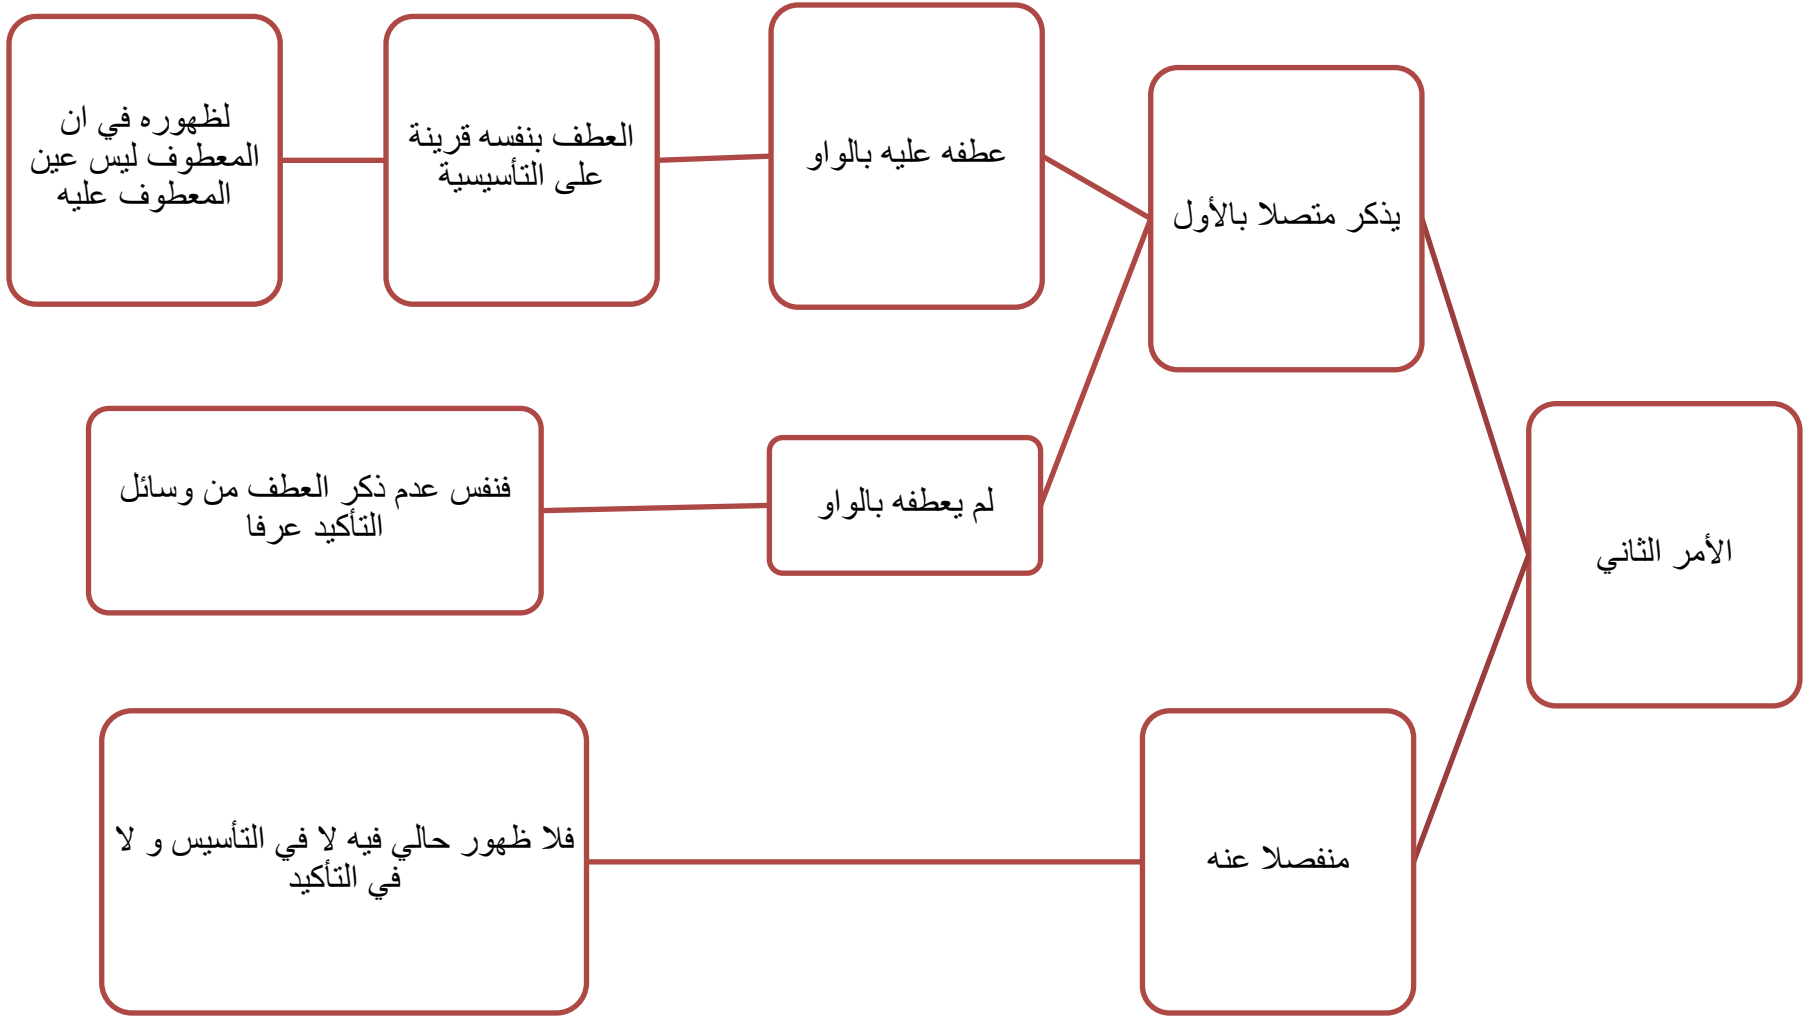 الأمر الثاني
يذكر متصلا بالأول
عطفه عليه بالواو
العطف بنفسه قرينة
على التأسيسية
لظهوره في ان
المعطوف ليس عين
المعطوف عليه
لم يعطفه بالواو
فنفس عدم ذكر العطف من وسائل
التأكيد عرفا
منفصلا عنه
فلا ظهور حالي فيه لا في التأسيس و لا
في التأكيد